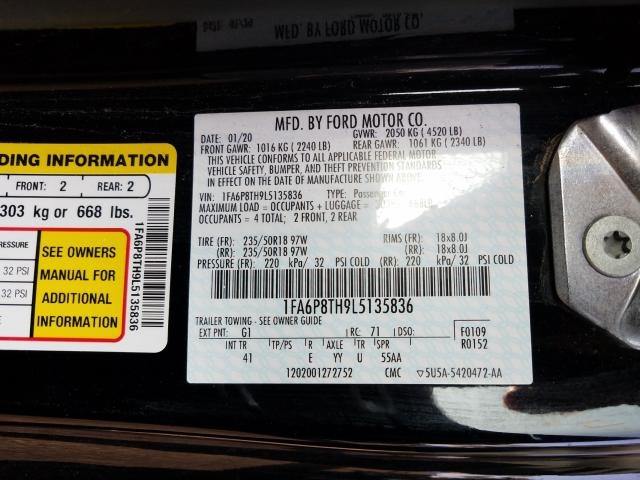 MFD. BY FORD MOTOR CO.
DING INFORMATION
FRONT: 2 REAR: 2
303 kg or 668 lbs.
PRESSURE
32 PSI
32 PSI
SEE OWNERS
MANUAL FOR
ADDITIONAL
INFORMATION
1FA6P8TH9L5135836
MFD. BY FORD MOTOR CO.
DATE: 01/20 GVWR: 2050 KG (4520 LB)
FRONT GAWR: 1016 KG (2240 LB) REAR GAWR: 1061 KG (2340 LB)
THIS VEHICLE CONFORMS TO ALL APPLICABLE FEDERAL MOTOR
VEHICLE SAFETY, BUMPER, AND THEFT PREVENTION STANDARDS
IN EFFECT ON THE DATE OF MANUFACTURE SHOWN ABOVE
VIN: 1FA6P8TH9L5135836 TYPE: Passenger Car
MAXIMUM LOAD = OCCUPANTS + LUGGAGE = 668LB
OCCUPANTS = 4 TOTAL; 2 FRONT, 2 REAR
TIRE (FR): 235/50R18 97W RIMS (FR): 18x8.0J
(RR): 235/50R18 97W (RR): 18x8.0J
PRESSURE (FR): 220 kPa/ 32 PSI COLD (RR): 220 kPa/ 32 PSI COLD
1FA6P8TH9L5135836
TRAILER TOWING - SEE OWNER GUIDE
EXT PNT: G1 RC: 71 DSO: F0109
R0152
INT TR TP/PS R AXLE TR SPR
41 E YY U 55AA
1202001272752 CMC 5U5A-5420472-AA